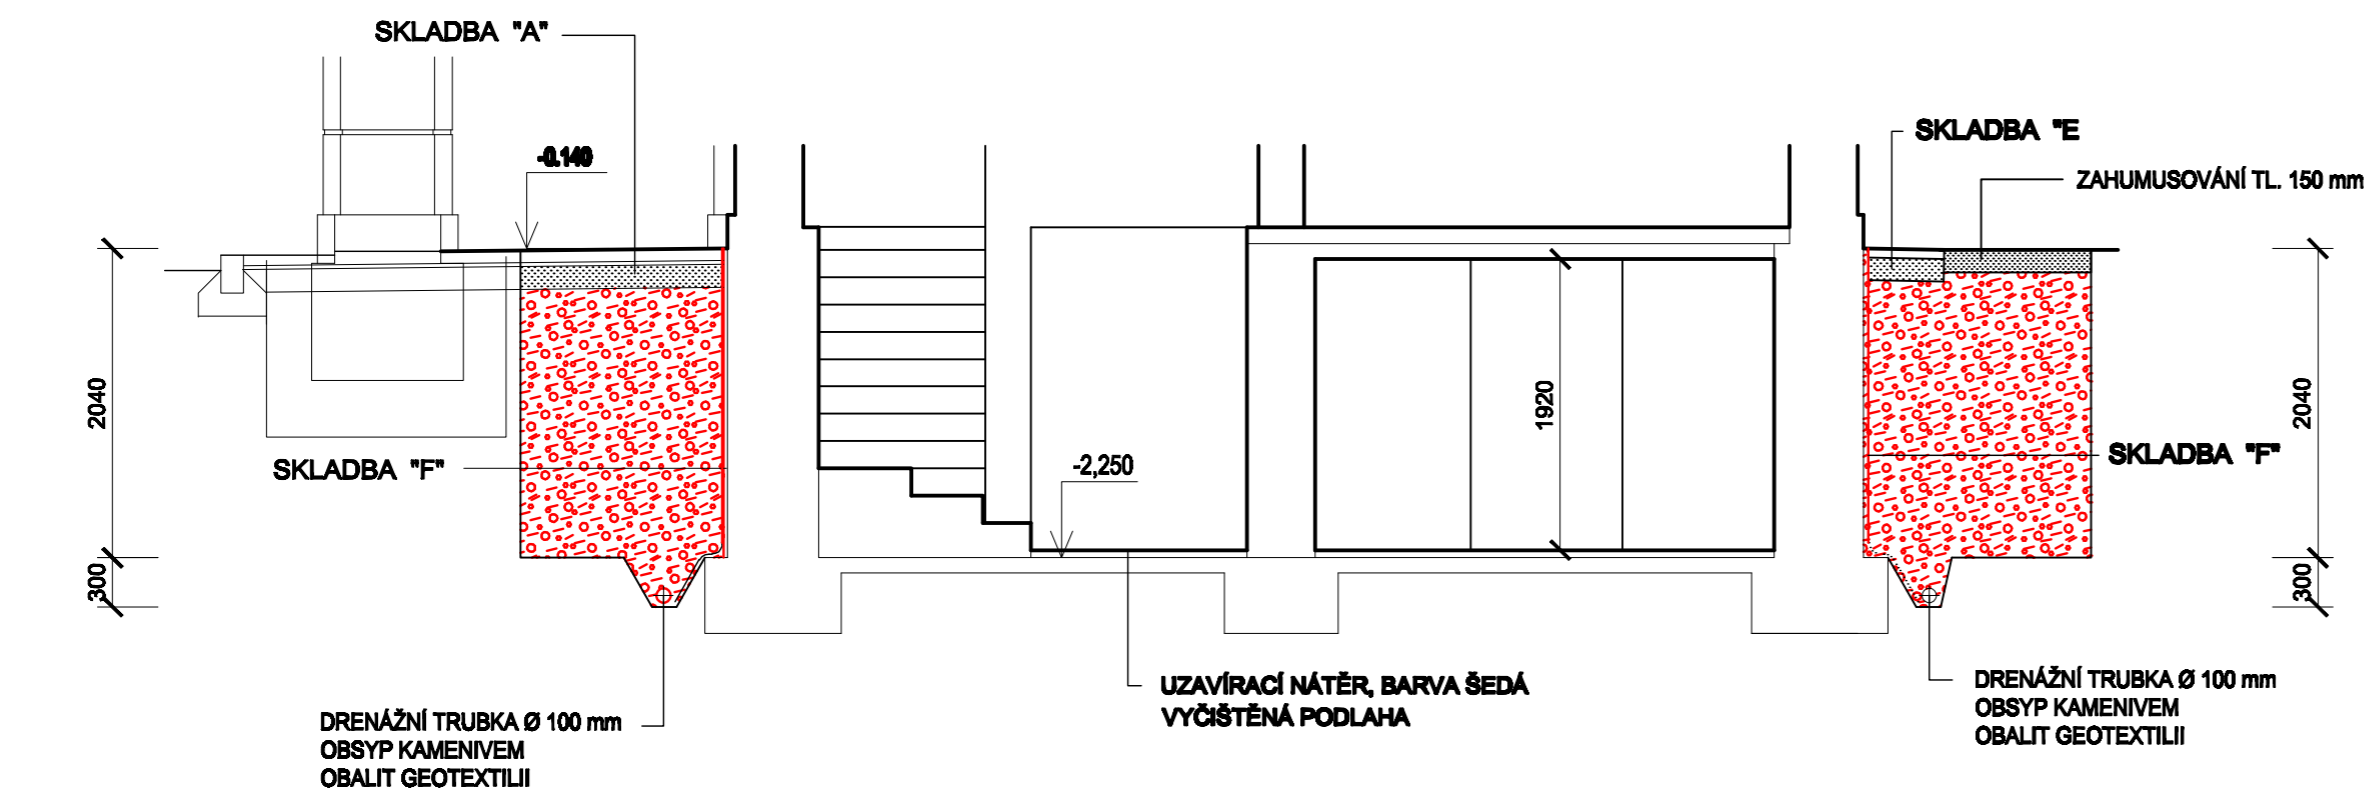 SKLADBA "A"
SKLADBA "E
-0.140
ZAHUMUSOVÁNÍ TL. 150 mm
2040
1920
2040
SKLADBA "F"
-2,250
SKLADBA "F"
300
300
UZAVÍRACÍ NÁTĚR, BARVA ŠEDÁ
VYČIŠTĚNÁ PODLAHA
DRENÁŽNÍ TRUBKA Ø 100 mm
OBSYP KAMENIVEM
OBALIT GEOTEXTILII
DRENÁŽNÍ TRUBKA Ø 100 mm
OBSYP KAMENIVEM
OBALIT GEOTEXTILII